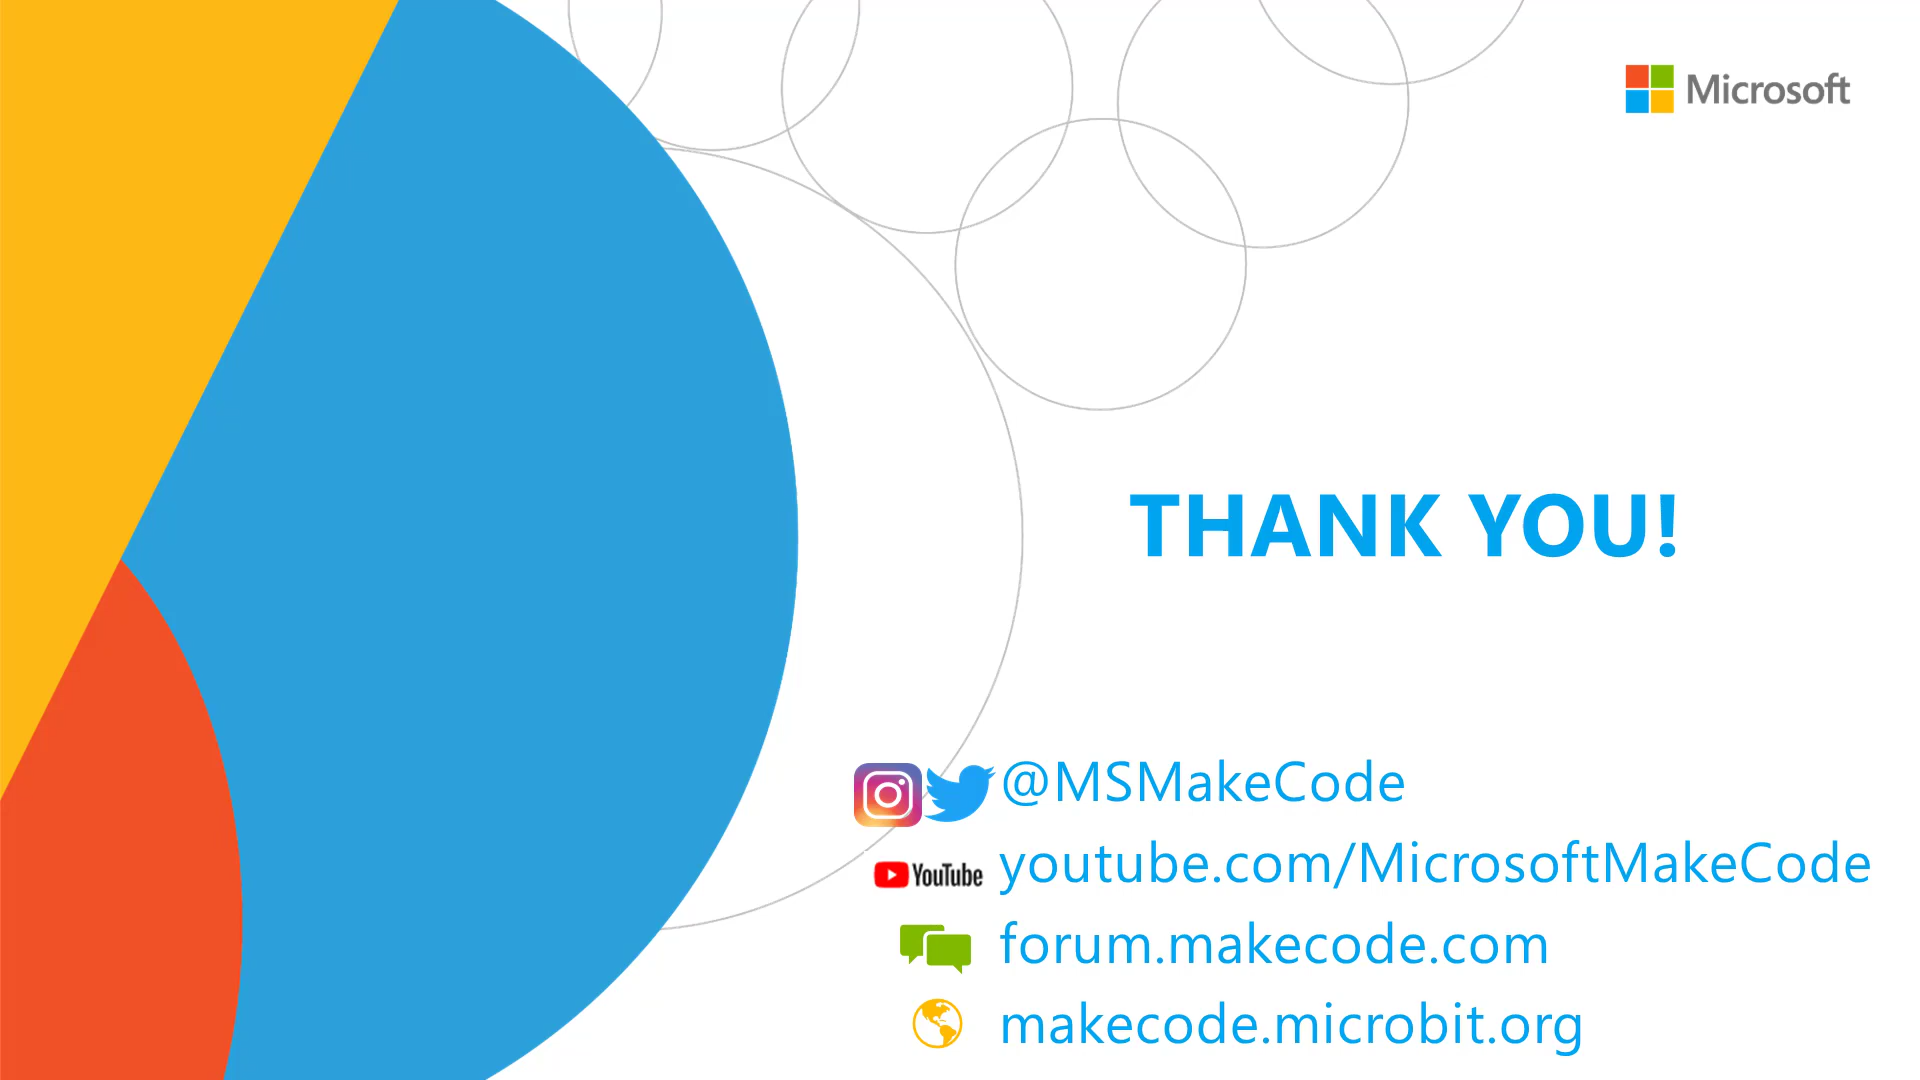 Microsoft
THANK YOU!
@MSMakeCode
YouTube youtube.com/MicrosoftMakeCode
forum.makecode.com
makecode.microbit.org